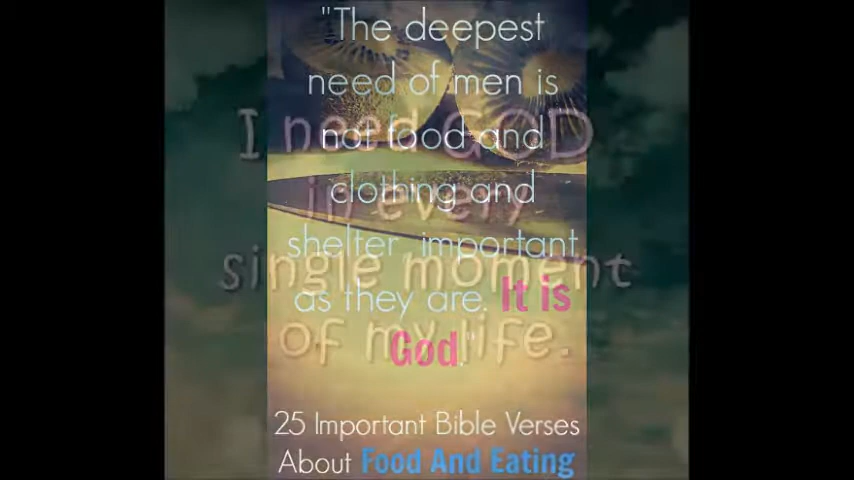 "The deepest
need of men is
not food and
clothing and
shelter important
as they are. It is
God."
25 Important Bible Verses
About Food And Eating
I need GOD
in every
single moment
of my life.